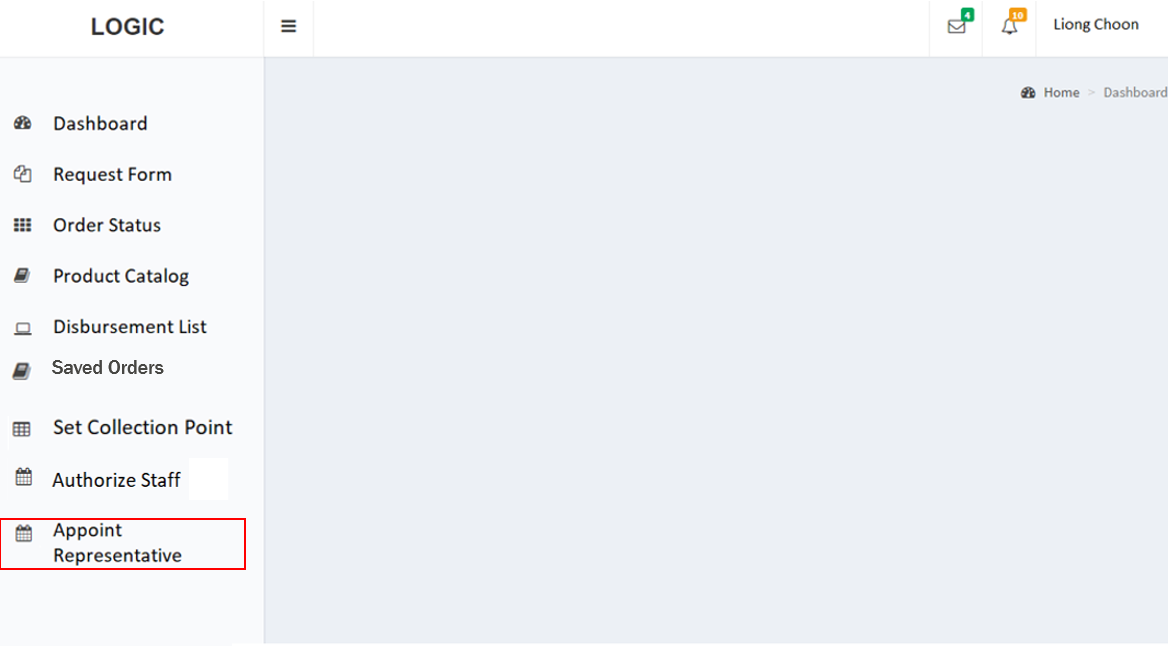 LOGIC
4
10
Liong Choon
Home > Dashboard
Dashboard
Request Form
Order Status
Product Catalog
Disbursement List
Saved Orders
Set Collection Point
Authorize Staff
Appoint
Representative